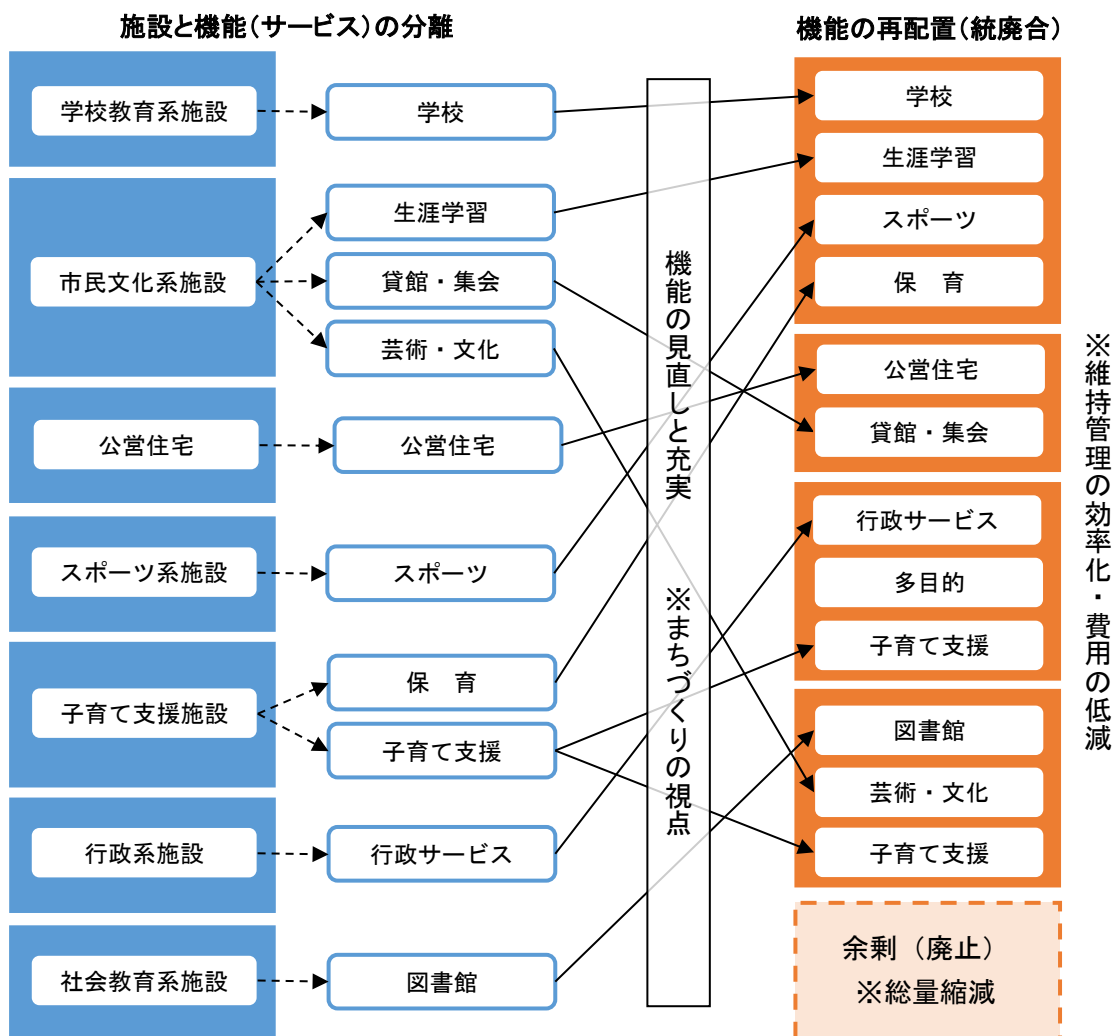 施設と機能（サービス）の分離
機能の再配置（統廃合）
学校教育系施設
学校
市民文化系施設
生涯学習
貸館・集会
芸術・文化
公営住宅
公営住宅
スポーツ系施設
スポーツ
子育て支援施設
保　育
子育て支援
行政系施設
行政サービス
社会教育系施設
図書館
機能の見直しと充実　※まちづくりの視点
学校
生涯学習
スポーツ
保　育
公営住宅
貸館・集会
行政サービス
多目的
子育て支援
図書館
芸術・文化
子育て支援
余剰（廃止）
※総量縮減
※維持管理の効率化・費用の低減